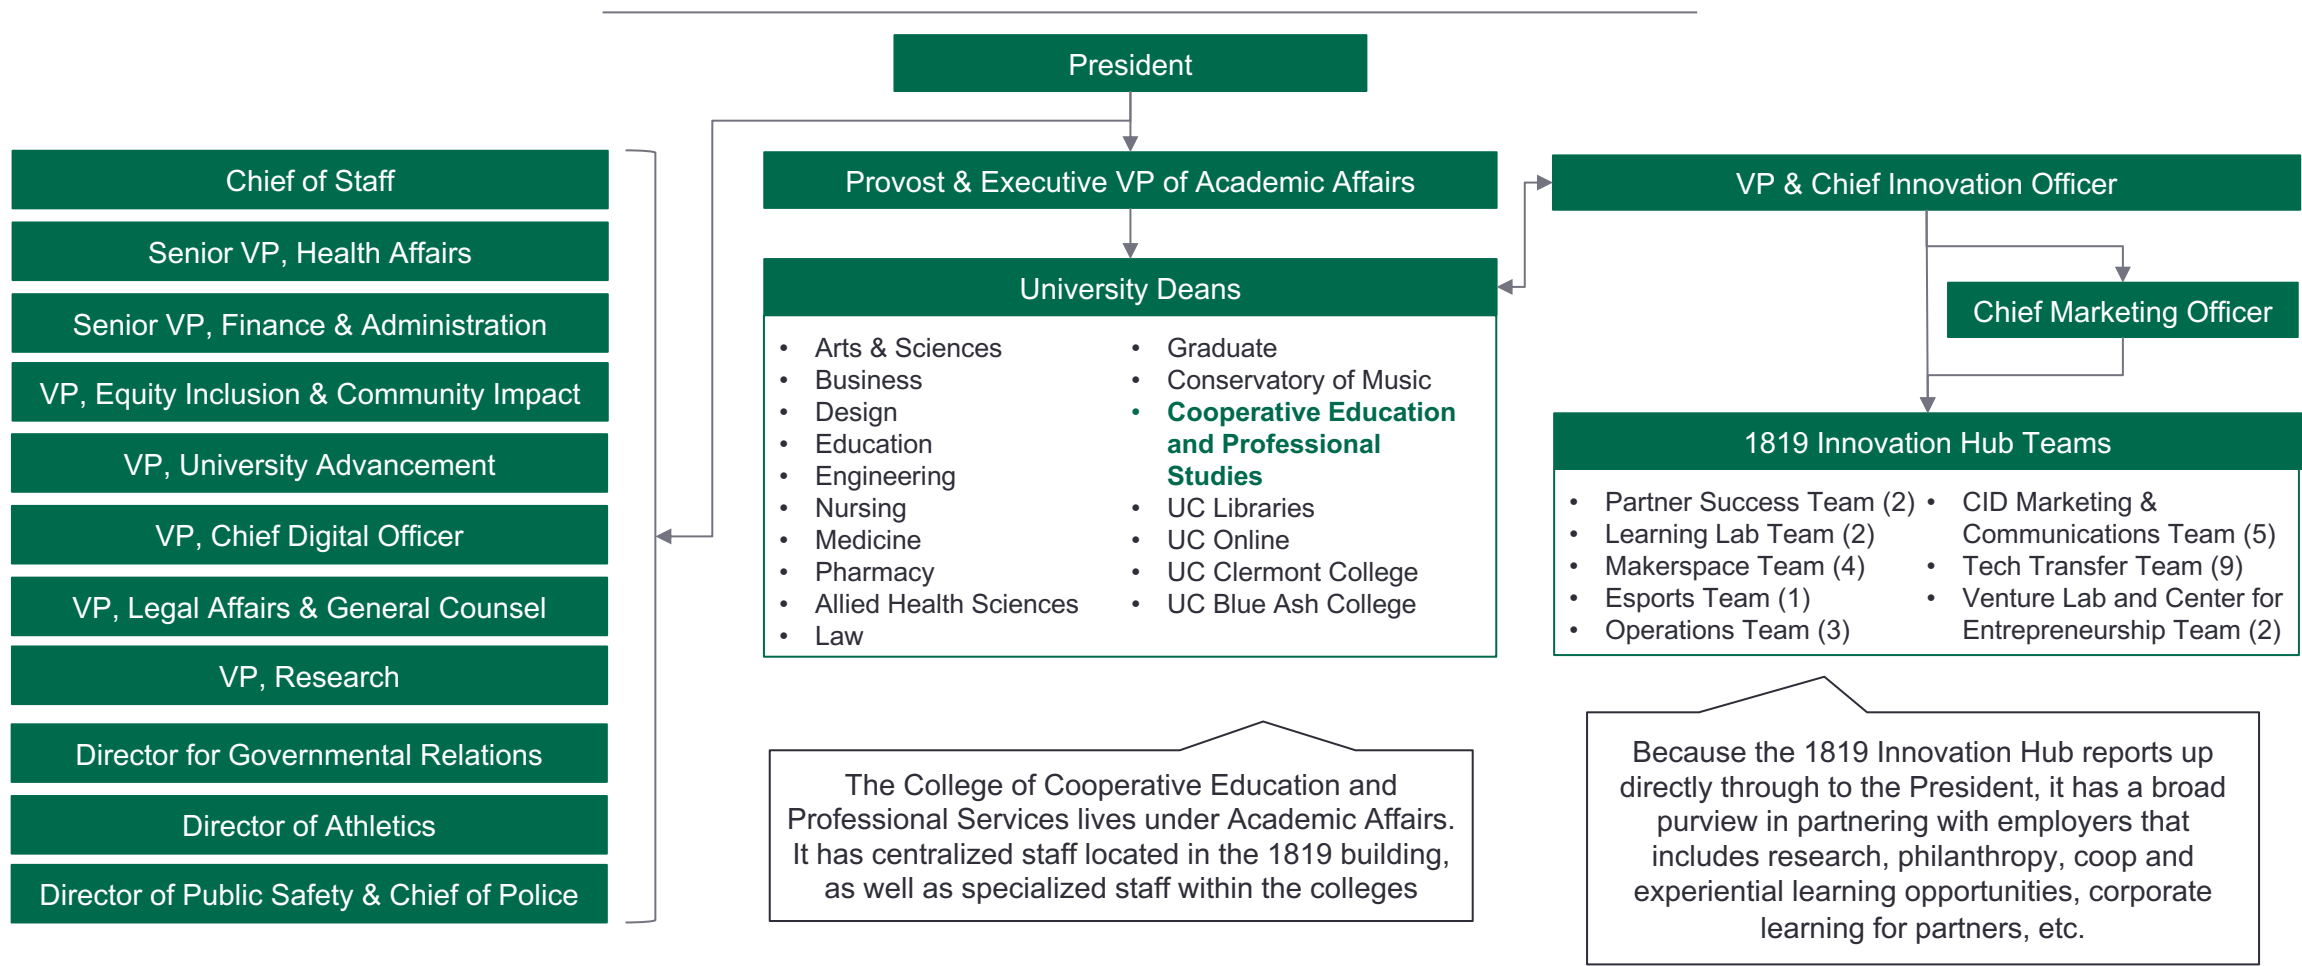 President
Chief of Staff
Senior VP, Health Affairs
Senior VP, Finance & Administration
VP, Equity Inclusion & Community Impact
VP, University Advancement
VP, Chief Digital Officer
VP, Legal Affairs & General Counsel
VP, Research
Director for Governmental Relations
Director of Athletics
Director of Public Safety & Chief of Police
Provost & Executive VP of Academic Affairs
University Deans
• Arts & Sciences
• Business
• Design
• Education
• Engineering
• Nursing
• Medicine
• Pharmacy
• Allied Health Sciences
• Law
• Graduate
• Conservatory of Music
• Cooperative Education
and Professional
Studies
• UC Libraries
• UC Online
• UC Clermont College
• UC Blue Ash College
The College of Cooperative Education and
Professional Services lives under Academic Affairs.
It has centralized staff located in the 1819 building,
as well as specialized staff within the colleges
VP & Chief Innovation Officer
Chief Marketing Officer
1819 Innovation Hub Teams
• Partner Success Team (2)
• Learning Lab Team (2)
• Makerspace Team (4)
• Esports Team (1)
• Operations Team (3)
• CID Marketing &
Communications Team (5)
• Tech Transfer Team (9)
• Venture Lab and Center for
Entrepreneurship Team (2)
Because the 1819 Innovation Hub reports up
directly through to the President, it has a broad
purview in partnering with employers that
includes research, philanthropy, coop and
experiential learning opportunities, corporate
learning for partners, etc.